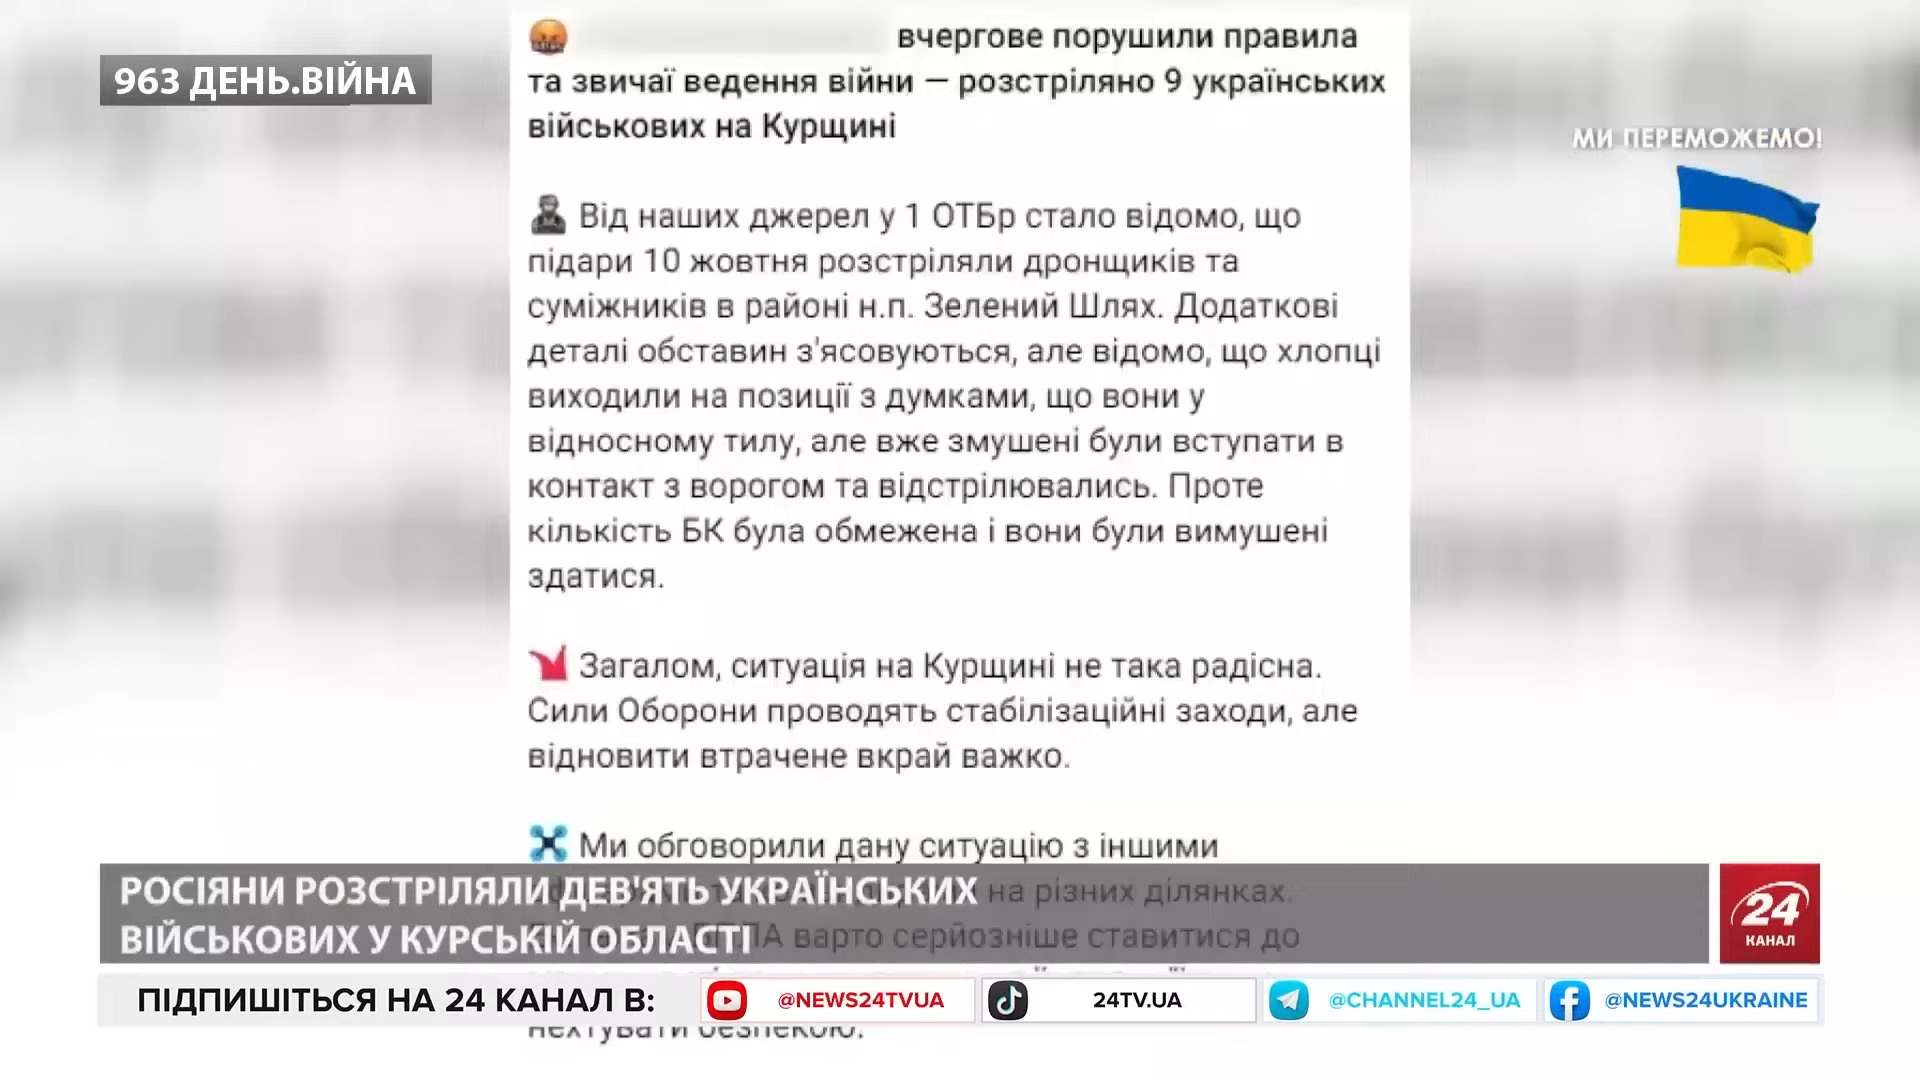 963 ДЕНЬ.ВІЙНА
МИ ПЕРЕМОЖЕМО!
вчергове порушили правила
та звичаї ведення війни — розстріляно 9 українських
військових на Курщині
Від наших джерел у 1 ОТБр стало відомо, що
підари 10 жовтня розстріляли дронщиків та
суміжників в районі н.п. Зелений Шлях. Додаткові
деталі обставин з'ясовуються, але відомо, що хлопці
виходили на позиції з думками, що вони у
відносному тилу, але вже змушені були вступати в
контакт з ворогом та відстрілювались. Проте
кількість БК була обмежена і вони були вимушені
здатися.
Загалом, ситуація на Курщині не така радісна.
Сили Оборони проводять стабілізаційні заходи, але
відновити втрачене вкрай важко.
Ми обговорили дану ситуацію з іншими
на різних ділянках.
варто серйозніше ставитися до
нехтувати безпекою.
РОСІЯНИ РОЗСТРІЛЯЛИ ДЕВ'ЯТЬ УКРАЇНСЬКИХ
ВІЙСЬКОВИХ У КУРСЬКІЙ ОБЛАСТІ
24
КАНАЛ
ПІДПИШІТЬСЯ НА 24 КАНАЛ В:
@NEWS24TVUA
24TV.UA
@CHANNEL24_UA
@NEWS24UKRAINE